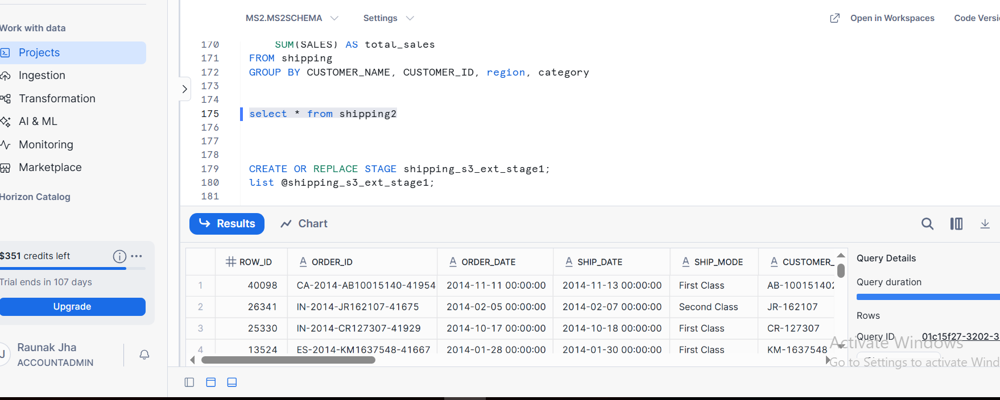 Work with data
Projects
Ingestion
Transformation
AI & ML
Monitoring
Marketplace
Horizon Catalog
$351 credits left
Trial ends in 107 days
Upgrade
J
Raunak Jha
ACCOUNTADMIN
MS2.MS2SCHEMA
Settings
Open in Workspaces
Code Versi
170 SUM(SALES) AS total_sales
171 FROM shipping
172 GROUP BY CUSTOMER_NAME, CUSTOMER_ID, region, category
173
174
175 select * from shipping2
176
177
178
179 CREATE OR REPLACE STAGE shipping_s3_ext_stage1;
180 list @shipping_s3_ext_stage1;
181
Results
Chart
# ROW_ID A ORDER_ID A ORDER_DATE A SHIP_DATE A SHIP_MODE A CUSTOMER_
1 40098 CA-2014-AB10015140-41954 2014-11-11 00:00:00 2014-11-13 00:00:00 First Class AB-100151402
2 26341 IN-2014-JR162107-41675 2014-02-05 00:00:00 2014-02-07 00:00:00 Second Class JR-162107
3 25330 IN-2014-CR127307-41929 2014-10-17 00:00:00 2014-10-18 00:00:00 First Class CR-127307
4 13524 ES-2014-KM1637548-41667 2014-01-28 00:00:00 2014-01-30 00:00:00 First Class KM-1637548
Query Details
Query duration
Rows
Query ID 01c15f27-3202-3
Activate Windows
Go to Settings to activate Wind